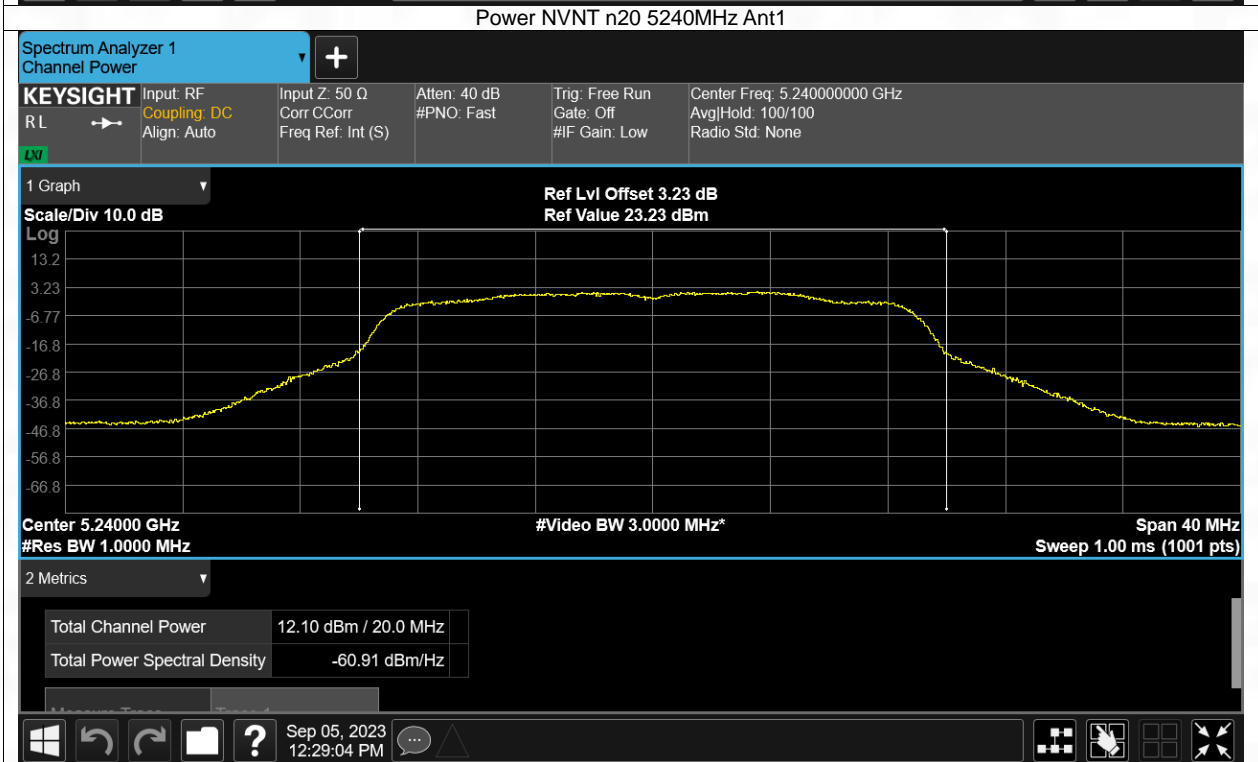 Power NVNT n20 5240MHz Ant1
Spectrum Analyzer 1
Channel Power
+
KEYSIGHT
R L
LXI
Input: RF
Coupling: DC
Align: Auto
Input Z: 50 Ω
Corr CCorr
Freq Ref: Int (S)
Atten: 40 dB
#PNO: Fast
Trig: Free Run
Gate: Off
#IF Gain: Low
Center Freq: 5.240000000 GHz
Avg|Hold: 100/100
Radio Std: None
1 Graph
Scale/Div 10.0 dB
Ref Lvl Offset 3.23 dB
Ref Value 23.23 dBm
Log
13.2
3.23
-6.77
-16.8
-26.8
-36.8
-46.8
-56.8
-66.8
Center 5.24000 GHz
#Video BW 3.0000 MHz*
Span 40 MHz
#Res BW 1.0000 MHz
Sweep 1.00 ms (1001 pts)
2 Metrics
Total Channel Power 12.10 dBm / 20.0 MHz
Total Power Spectral Density -60.91 dBm/Hz
?
Sep 05, 2023
12:29:04 PM